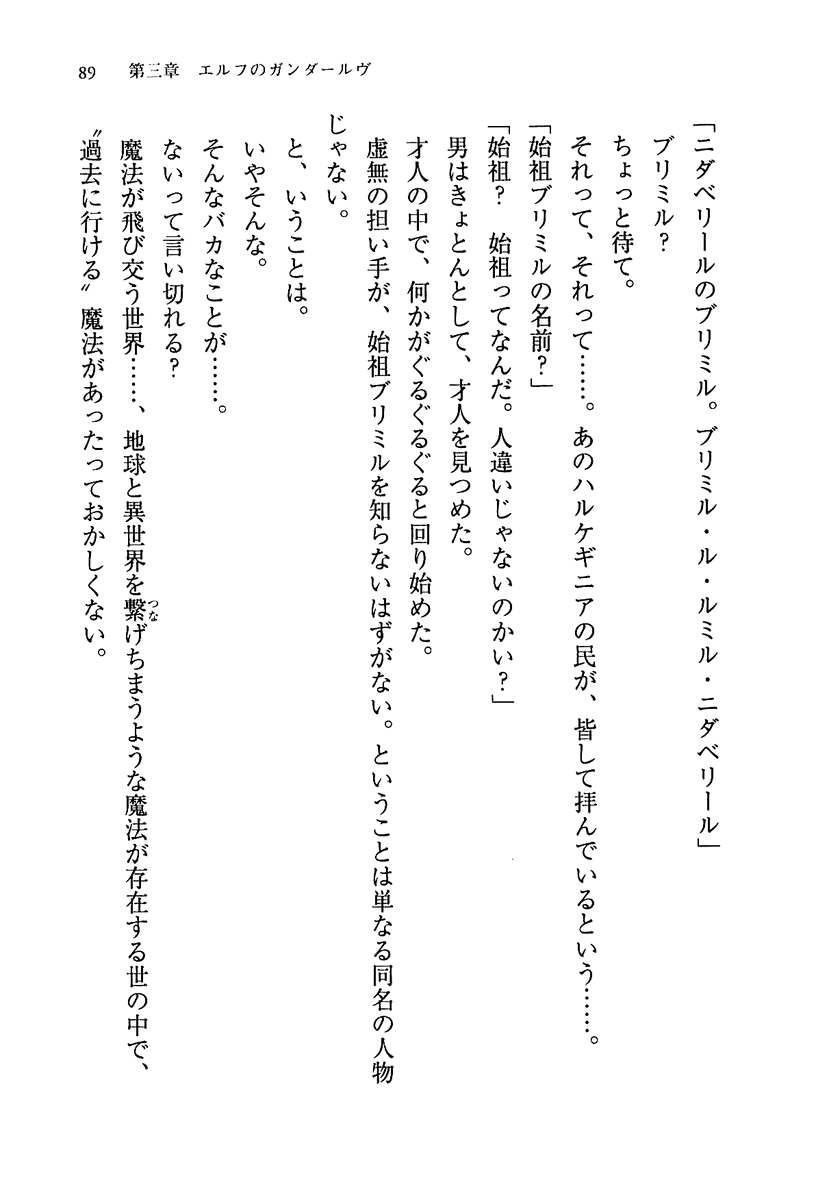 89　第三章　エルフのガンダールヴ
「ニダベリールのブリミル。ブリミル・ル・ルミル・ニダベリール」
ブリミル？
ちょっと待て。
それって、それって……。あのハルケギニアの民が、皆して拝んでいるという……。
「始祖ブリミルの名前？」
「始祖？　始祖ってなんだ。人違いじゃないのかい？」
男はきょとんとして、才人を見つめた。
才人の中で、何かがぐるぐるぐると回り始めた。
虚無の担い手が、始祖ブリミルを知らないはずがない。ということは単なる同名の人物
じゃない。
と、いうことは。
いやそんな。
そんなバカなことが……。
ないって言い切れる？
魔法が飛び交う世界……、地球と異世界を繋げちまうような魔法が存在する世の中で、
つな
〝過去に行ける〟魔法があったっておかしくない。